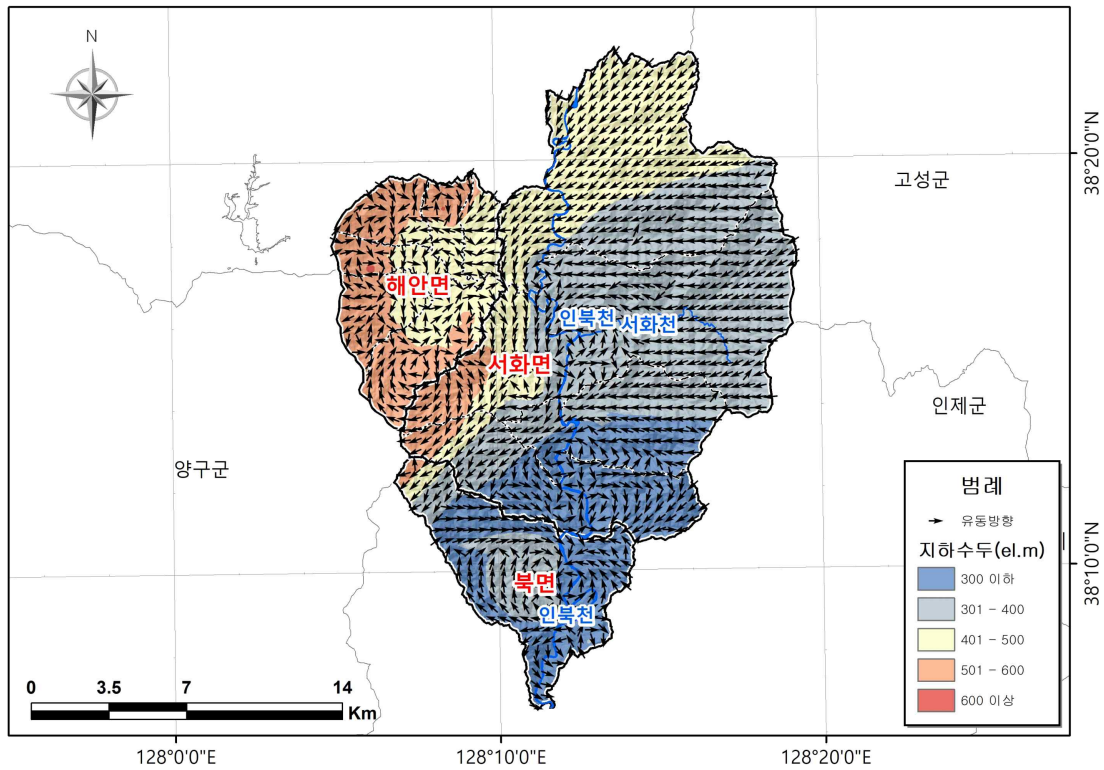 N
38°20'0"N
고성군
해안면
인북천 서화천
서화면
인제군
양구군
범례
유동방향
지하수두(el.m)
300 이하
301 - 400
401 - 500
501 - 600
600 이상
38°10'0"N
북면
인북천
0 3.5 7 14
Km
128°0'0"E 128°10'0"E 128°20'0"E